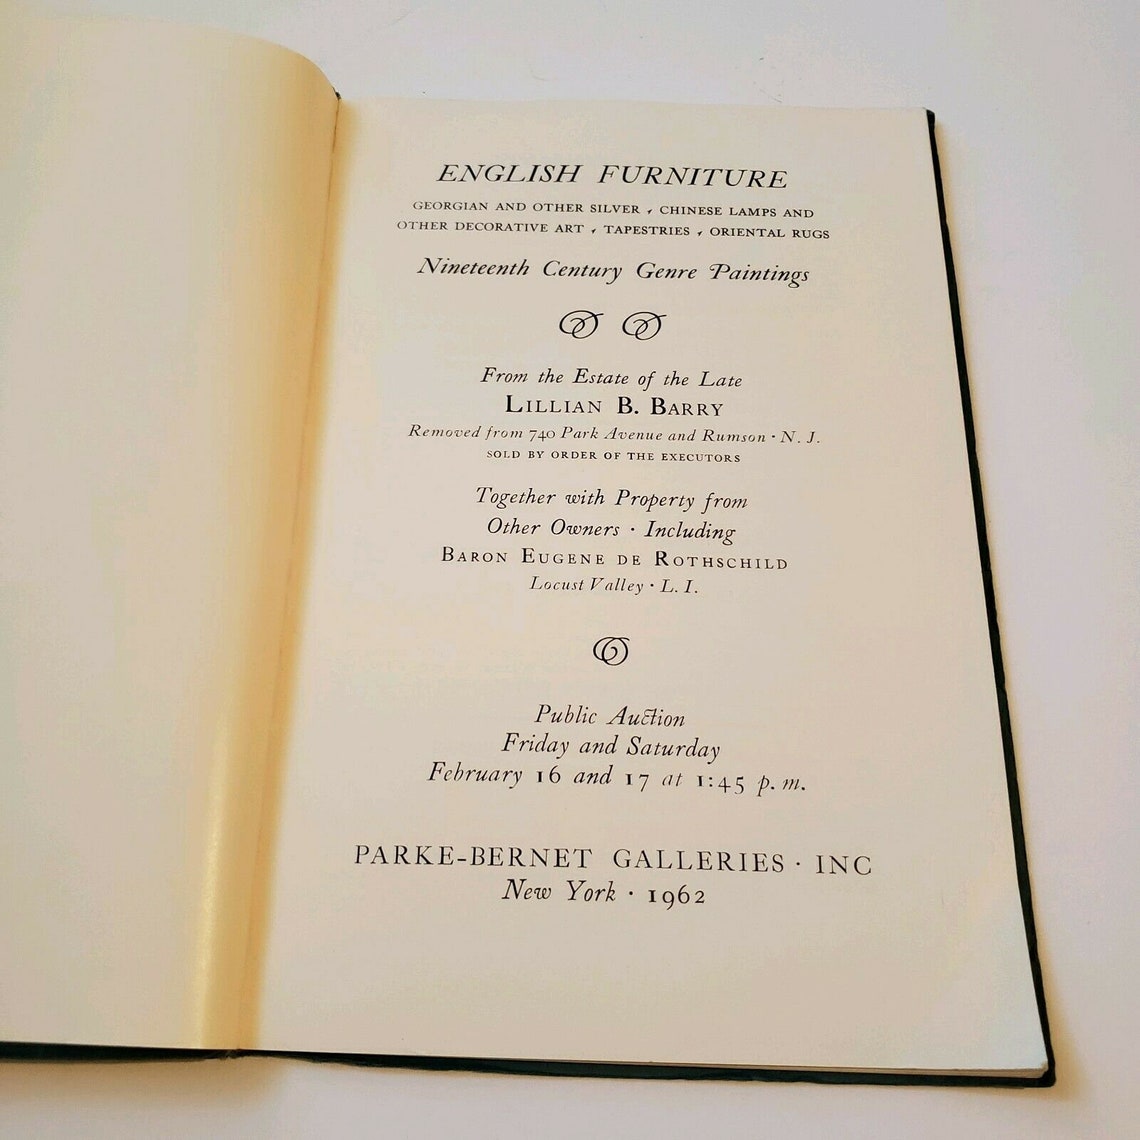 ENGLISH FURNITURE
GEORGIAN AND OTHER SILVER , CHINESE LAMPS AND
OTHER DECORATIVE ART , TAPESTRIES , ORIENTAL RUGS
Nineteenth Century Genre Paintings
From the Estate of the Late
LILLIAN B. BARRY
Removed from 740 Park Avenue and Rumson · N. J.
SOLD BY ORDER OF THE EXECUTORS
Together with Property from
Other Owners · Including
BARON EUGENE DE ROTHSCHILD
Locust Valley · L. I.
Public Auction
Friday and Saturday
February 16 and 17 at 1:45 p. m.
PARKE-BERNET GALLERIES · INC
New York · 1962